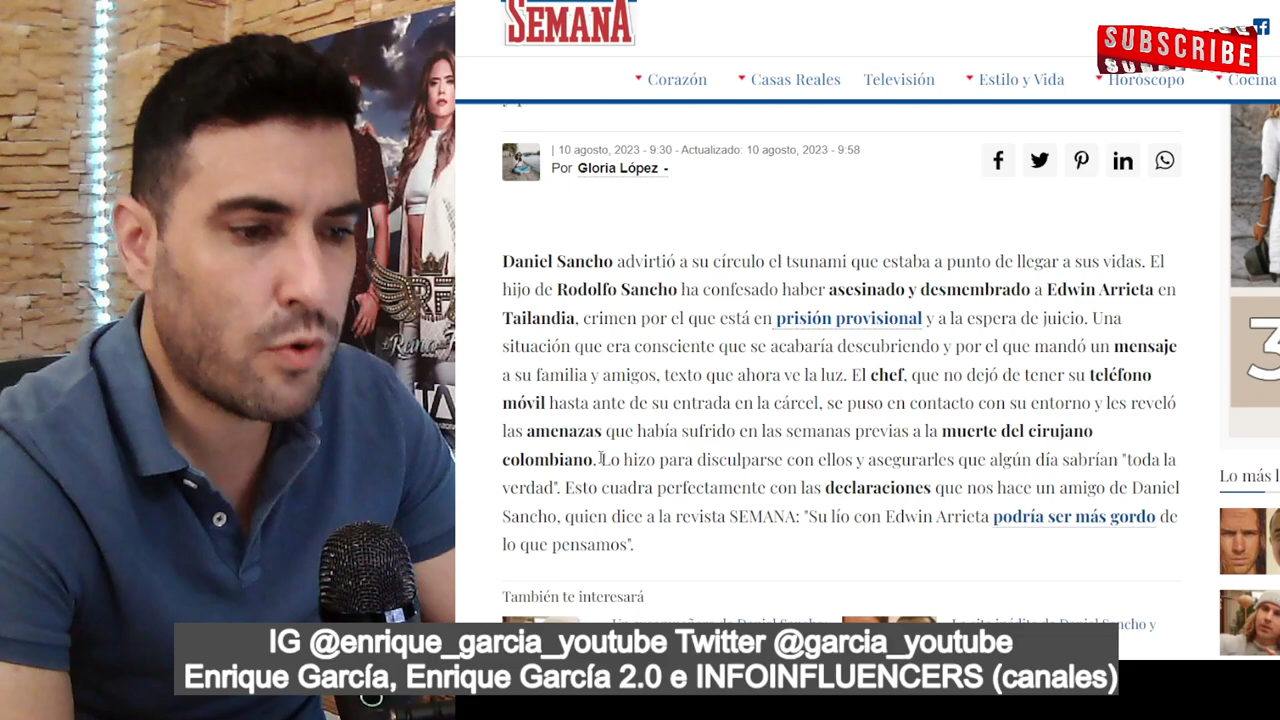 SEMANA
SUBSCRIBE
Corazón
Casas Reales
Televisión
Estilo y Vida
Horóscopo
Cocina
| 10 agosto, 2023 - 9:30 - Actualizado: 10 agosto, 2023 - 9:58
Por Gloria López -
Daniel Sancho advirtió a su círculo el tsunami que estaba a punto de llegar a sus vidas. El
hijo de Rodolfo Sancho ha confesado haber asesinado y desmembrado a Edwin Arrieta en
Tailandia, crimen por el que está en prisión provisional y a la espera de juicio. Una
situación que era consciente que se acabaría descubriendo y por el que mandó un mensaje
a su familia y amigos, texto que ahora ve la luz. El chef, que no dejó de tener su teléfono
móvil hasta ante de su entrada en la cárcel, se puso en contacto con su entorno y les reveló
las amenazas que había sufrido en las semanas previas a la muerte del cirujano
colombiano. Lo hizo para disculparse con ellos y asegurarles que algún día sabrían "toda la
verdad". Esto cuadra perfectamente con las declaraciones que nos hace un amigo de Daniel
Sancho, quien dice a la revista SEMANA: "Su lío con Edwin Arrieta podría ser más gordo de
lo que pensamos".
Lo más l
También te interesará
IG @enrique_garcia_youtube Twitter @garcia_youtube
Enrique García, Enrique García 2.0 e INFOINFLUENCERS (canales)